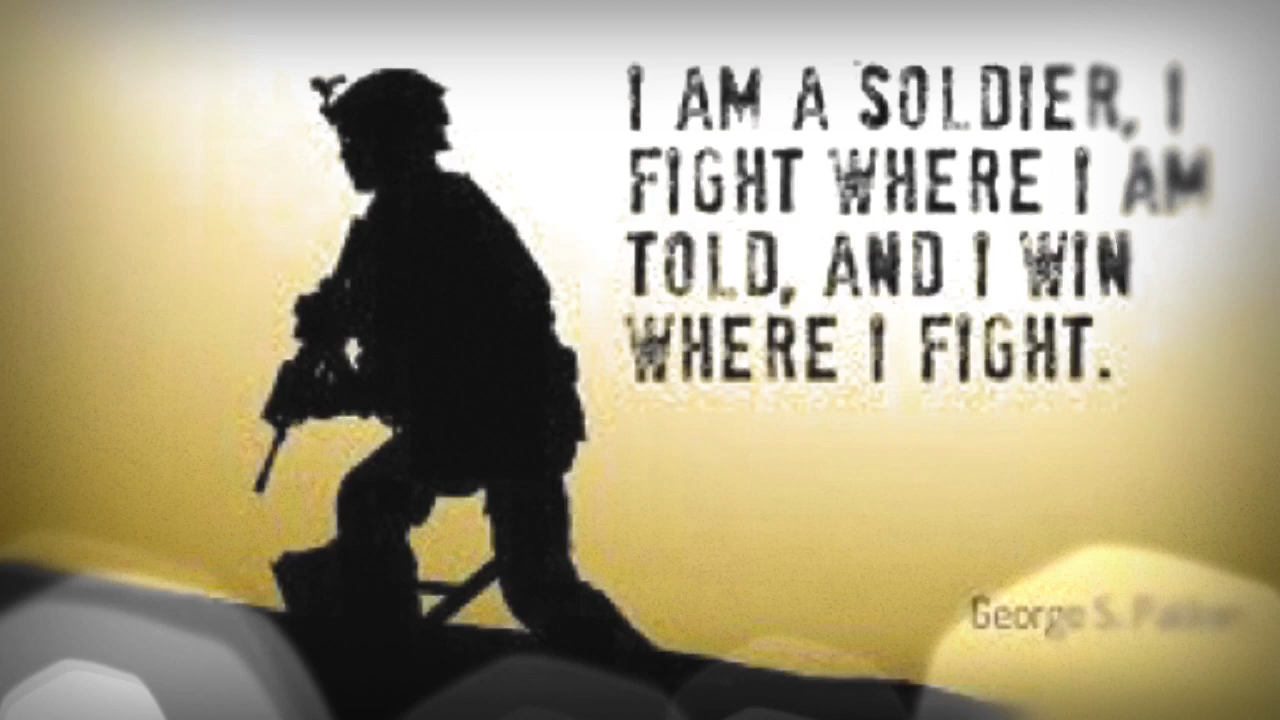 I AM A SOLDIER, I
FIGHT WHERE I AM
TOLD, AND I WIN
WHERE I FIGHT.
George S.